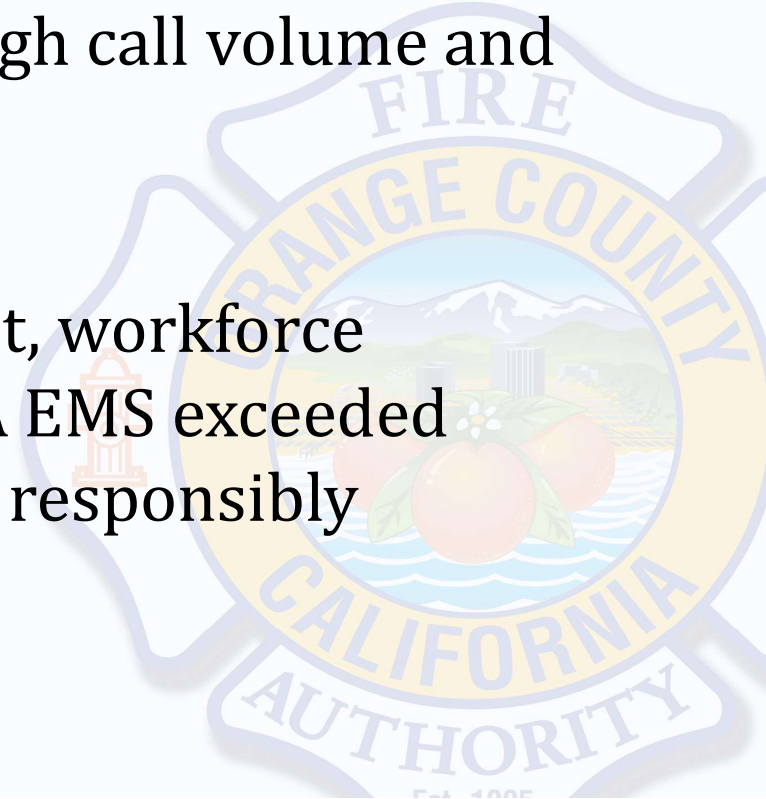 gh call volume and
t, workforce
A EMS exceeded
responsibly
FIRE
ORANGE COUNTY
CALIFORNIA
AUTHORITY